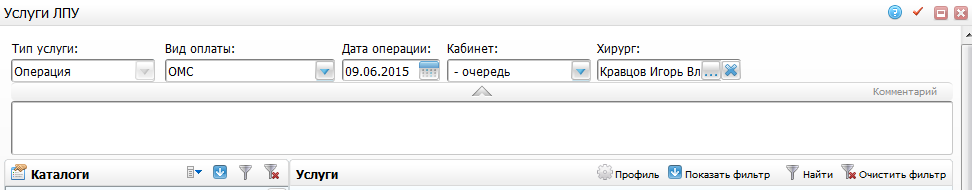 Услуги ЛПУ
Тип услуги: Вид оплаты: Дата операции: Кабинет: Хирург:
Операция ОМС 09.06.2015 - очередь Кравцов Игорь Вл ...
Комментарий
Каталоги Услуги Профиль Показать фильтр Найти Очистить фильтр